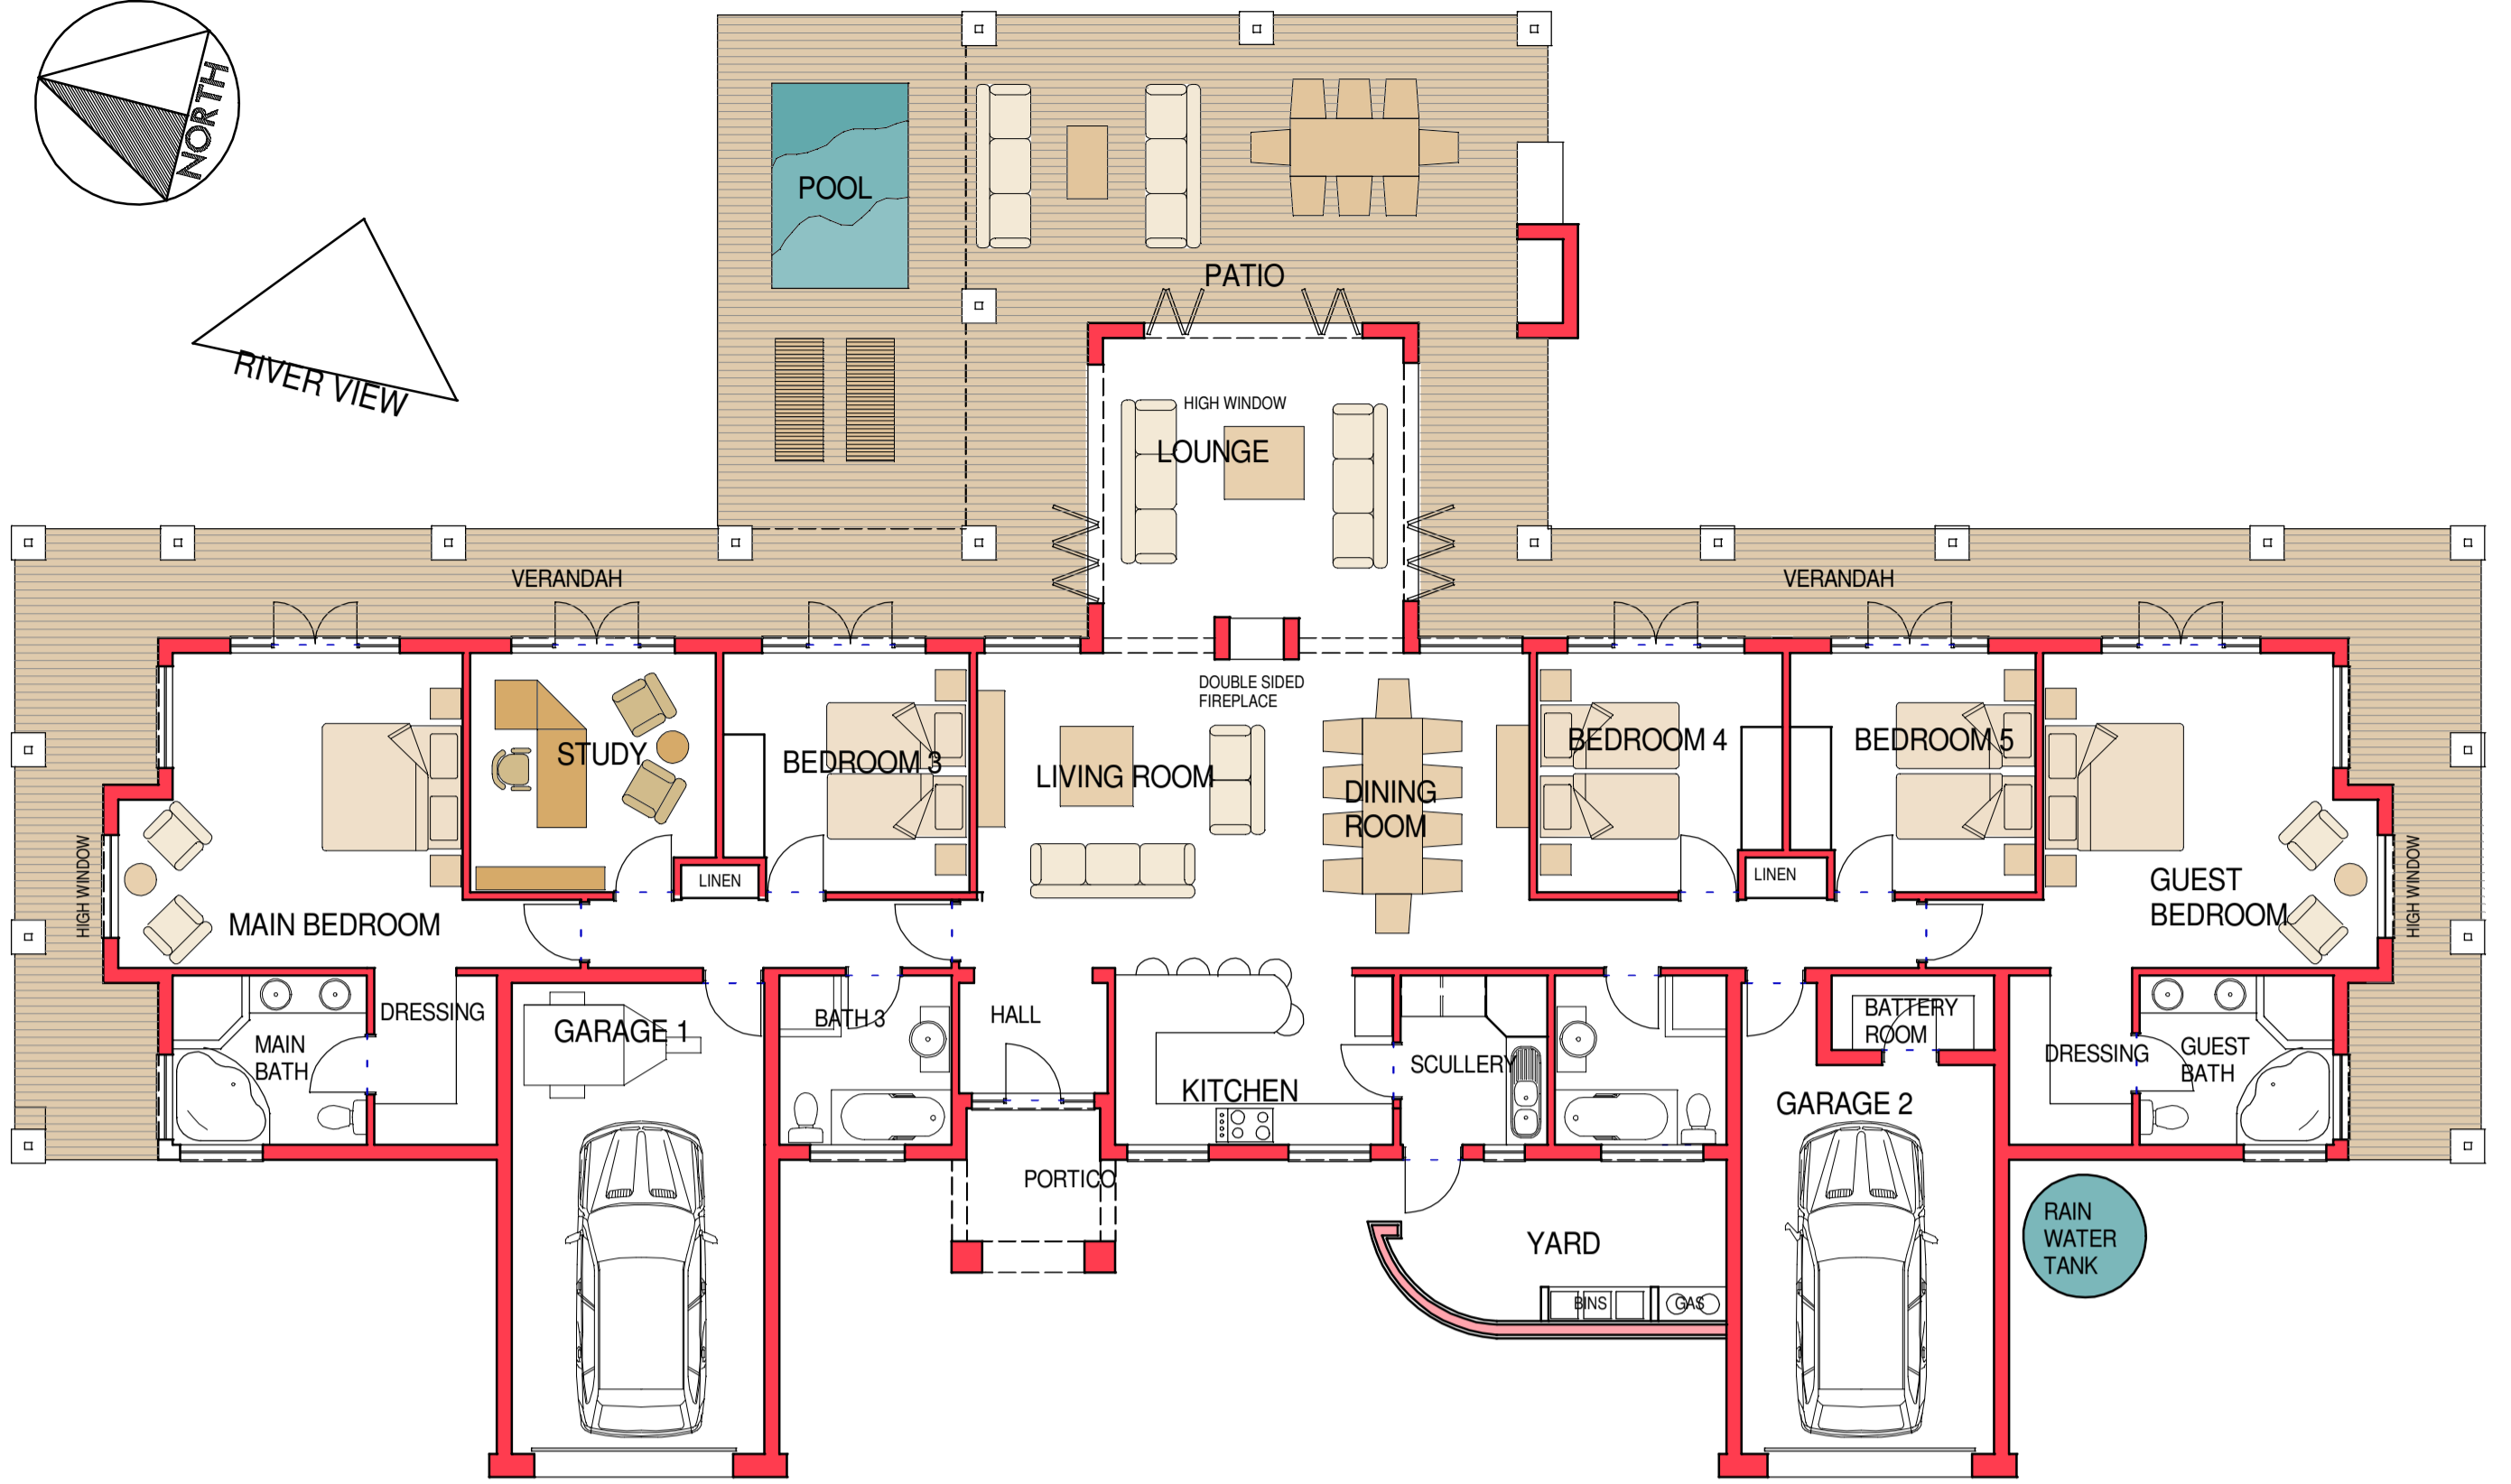 NORTH
RIVER VIEW
POOL
PATIO
HIGH WINDOW
LOUNGE
VERANDAH
VERANDAH
DOUBLE SIDED
FIREPLACE
STUDY
BEDROOM 3
LIVING ROOM
DINING
ROOM
BEDROOM 4
BEDROOM 5
HIGH WINDOW
LINEN
LINEN
GUEST
BEDROOM
HIGH WINDOW
MAIN BEDROOM
DRESSING
MAIN
BATH
GARAGE 1
BATH 3
HALL
KITCHEN
SCULLERY
BATTERY
ROOM
DRESSING
GUEST
BATH
GARAGE 2
PORTICO
YARD
BINS
GAS
RAIN
WATER
TANK